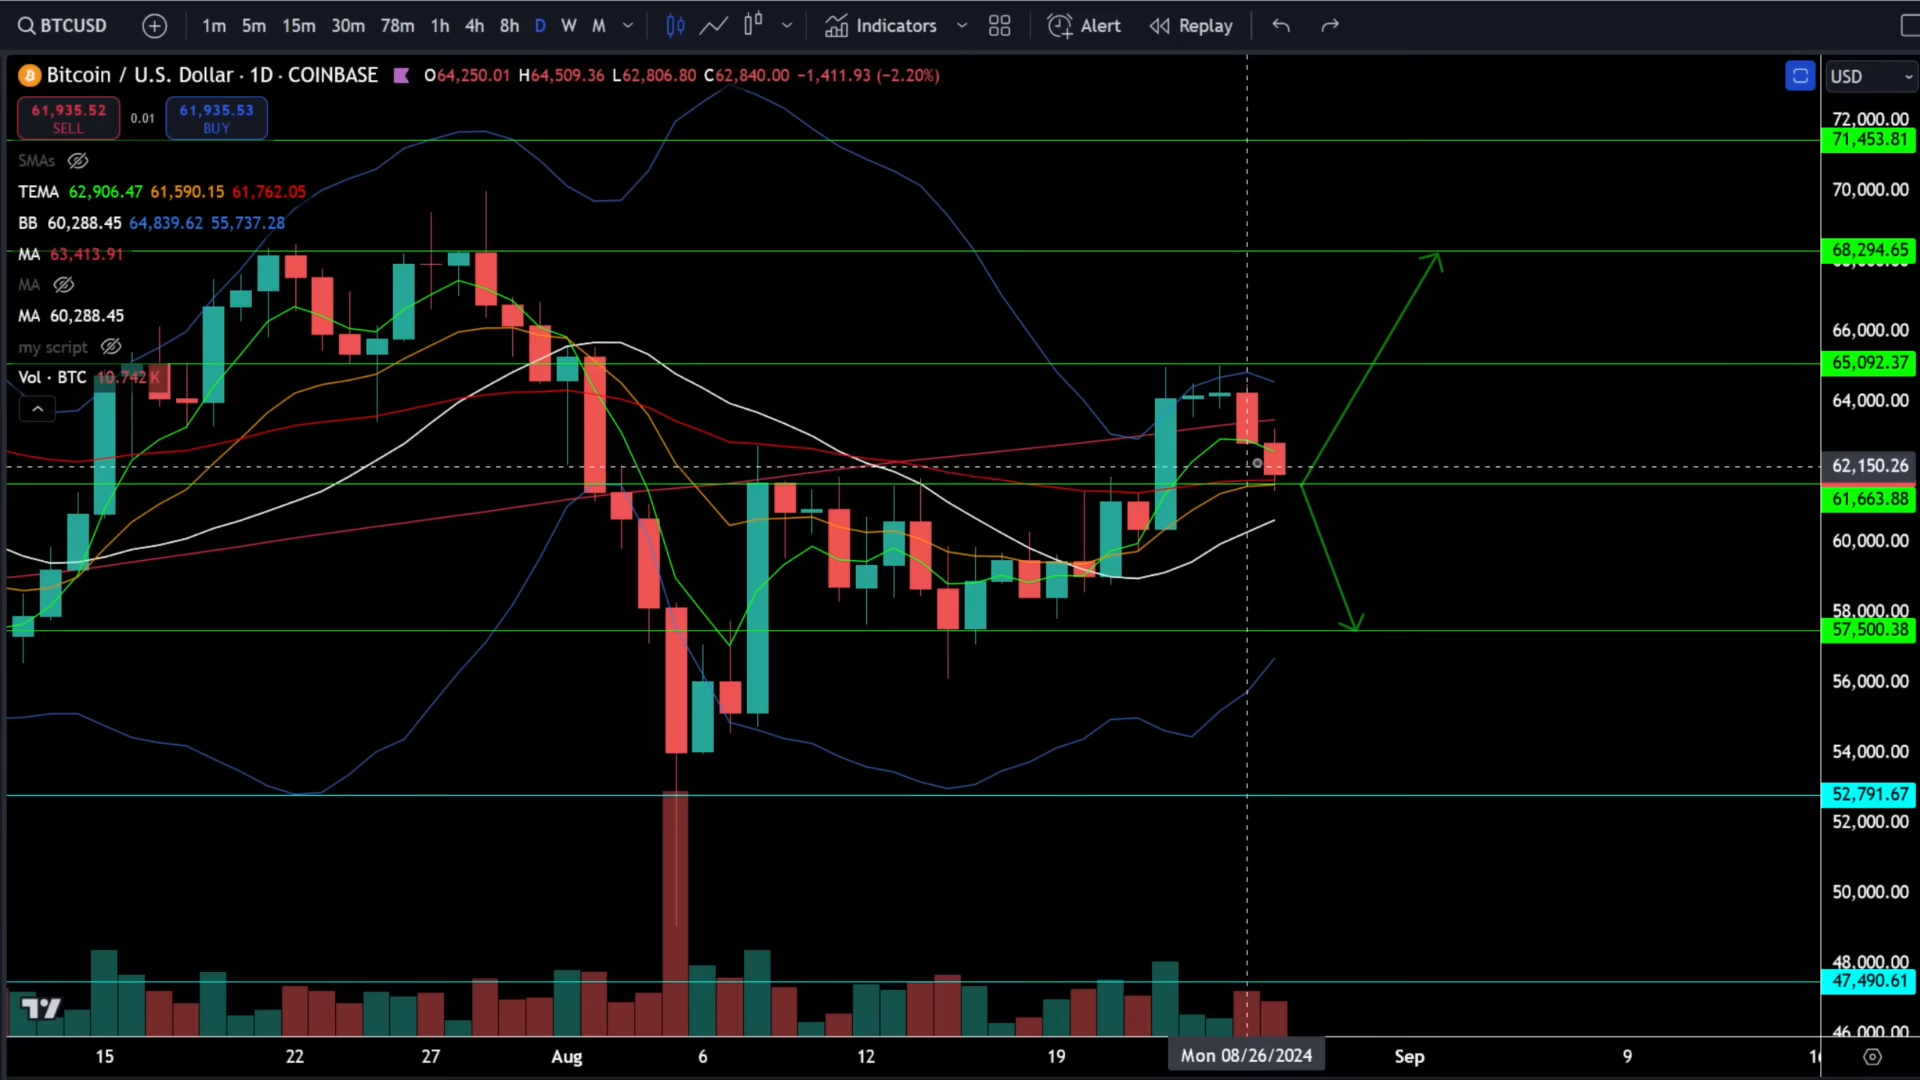 BTCUSD 1m 5m 15m 30m 78m 1h 4h 8h D W M Indicators Alert Replay
Bitcoin / U.S. Dollar · 1D · COINBASE O64,250.01 H64,509.36 L62,806.80 C62,840.00 −1,411.93 (−2.20%)
USD
61,935.52
SELL
0.01
61,935.53
BUY
SMAs
TEMA 62,906.47 61,590.15 61,762.05
BB 60,288.45 64,839.62 55,737.28
MA 63,413.91
MA
MA 60,288.45
my script
Vol · BTC 10.742 K
72,000.00
71,453.81
70,000.00
68,294.65
66,000.00
65,092.37
64,000.00
62,150.26
61,663.88
60,000.00
58,000.00
57,500.38
56,000.00
54,000.00
52,791.67
52,000.00
50,000.00
48,000.00
47,490.61
46,000.00
15 22 27 Aug 6 12 19 Mon 08/26/2024 Sep 9